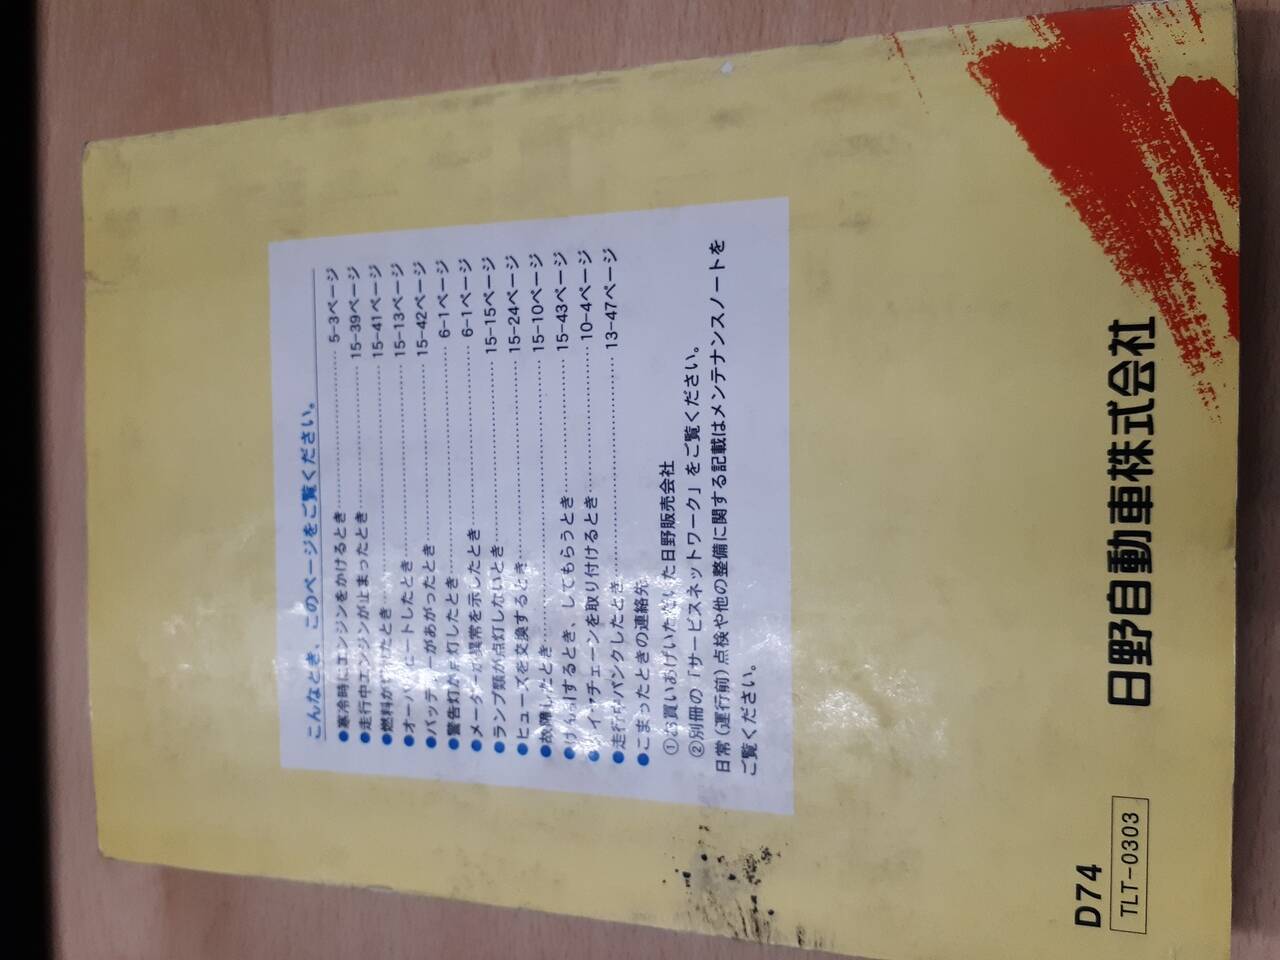 こんなとき、このページをご覧ください。
●寒冷時にエンジンをかけるとき 5-3ページ
●走行中エンジンが止まったとき 15-39ページ
●燃料が たとき 15-41ページ
●オーバーヒートしたとき 15-13ページ
●バッテリーがあがったとき 15-42ページ
●警告灯が点灯したとき 6-1ページ
●メーターが異常を示したとき 6-1ページ
●ランプ類が点灯しないとき 15-15ページ
●ヒューズを交換するとき 15-24ページ
●故障したとき 15-10ページ
●けん引するとき、してもらうとき 15-43ページ
●タイヤチェーンを取り付けるとき 10-4ページ
●走行中パンクしたとき 13-47ページ
●こまったときの連絡先
①お買いあげいただいた日野販売会社
②別冊の「サービスネットワーク」をご覧ください。
日常(運行前)点検や他の整備に関する記載はメンテナンスノートを
ご覧ください。
D74
TLT-0303
日野自動車株式会社